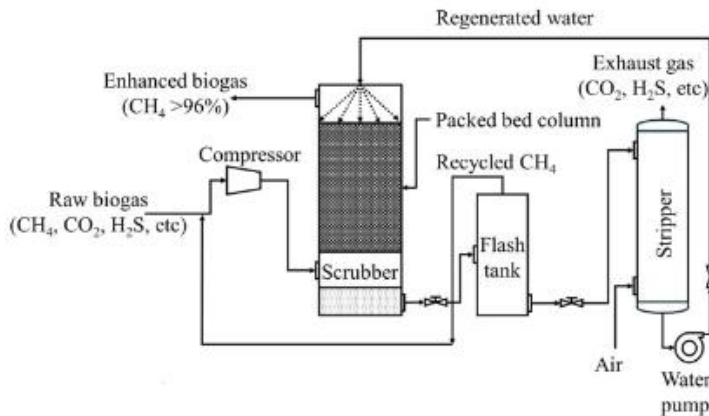 Regenerated water
Enhanced biogas
(CH₄ >96%)
Exhaust gas
(CO₂, H₂S, etc)
Packed bed column
Compressor
Recycled CH₄
Raw biogas
(CH₄, CO₂, H₂S, etc)
Scrubber
Flash
tank
Stripper
Air
Water
pump